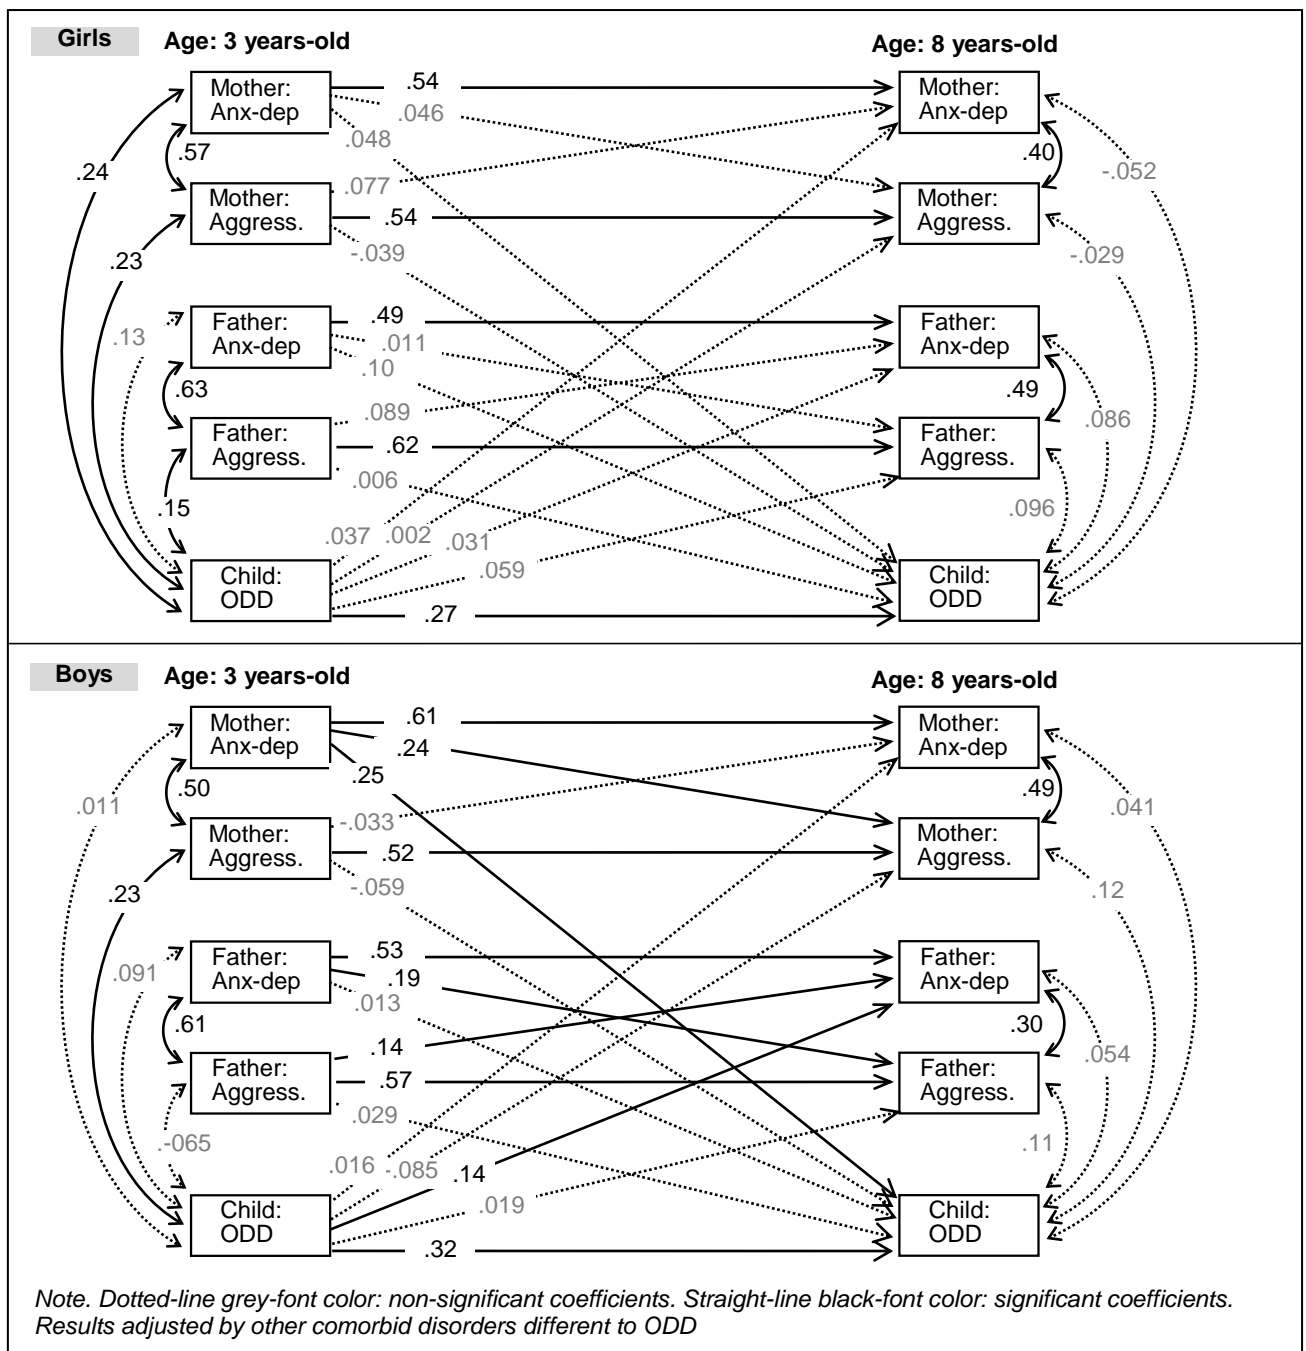 Girls
Age: 3 years-old
Age: 8 years-old
Mother:
Anx-dep
.54
Mother:
Anx-dep
.046
.048
.57
.40
.24
-.052
.077
Mother:
Aggress.
.54
Mother:
Aggress.
-.039
.23
-.029
.13
Father:
Anx-dep
.49
Father:
Anx-dep
.011
.10
.63
.49
.089
.086
Father:
Aggress.
.62
Father:
Aggress.
.006
.15
.096
.037
.002
.031
.059
Child:
ODD
Child:
ODD
.27
Boys
Age: 3 years-old
Age: 8 years-old
Mother:
Anx-dep
.61
Mother:
Anx-dep
.24
.25
.50
.49
.011
.041
-.033
Mother:
Aggress.
.52
Mother:
Aggress.
-.059
.23
.12
.091
Father:
Anx-dep
.53
Father:
Anx-dep
.19
.013
.61
.30
.14
.054
Father:
Aggress.
.57
Father:
Aggress.
.029
.-065
.11
.016
-.085
.14
.019
Child:
ODD
Child:
ODD
.32
Note. Dotted-line grey-font color: non-significant coefficients. Straight-line black-font color: significant coefficients.
Results adjusted by other comorbid disorders different to ODD